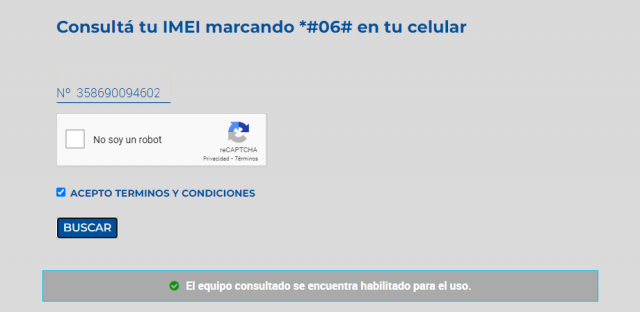 Consultá tu IMEI marcando *#06# en tu celular
Nº 358690094602
No soy un robot
reCAPTCHA
Privacidad - Términos
ACEPTO TERMINOS Y CONDICIONES
BUSCAR
El equipo consultado se encuentra habilitado para el uso.